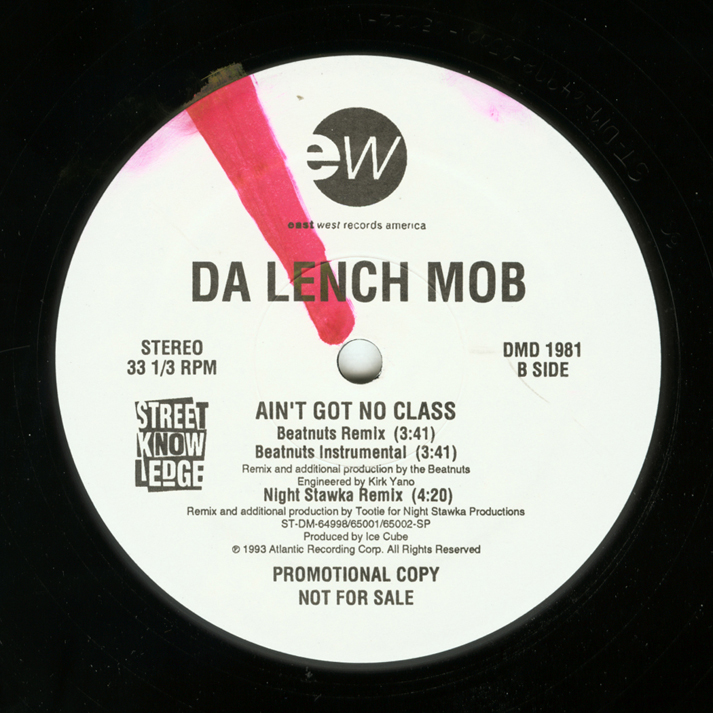 ew
east west records america
DA LENCH MOB
STEREO
33 1/3 RPM
DMD 1981
B SIDE
STREET
KNOW
LEDGE
AIN'T GOT NO CLASS
Beatnuts Remix (3:41)
Beatnuts Instrumental (3:41)
Remix and additional production by the Beatnuts
Engineered by Kirk Yano
Night Stawka Remix (4:20)
Remix and additional production by Tootie for Night Stawka Productions
ST-DM-64998/65001/65002-SP
Produced by Ice Cube
℗ 1993 Atlantic Recording Corp. All Rights Reserved
PROMOTIONAL COPY
NOT FOR SALE